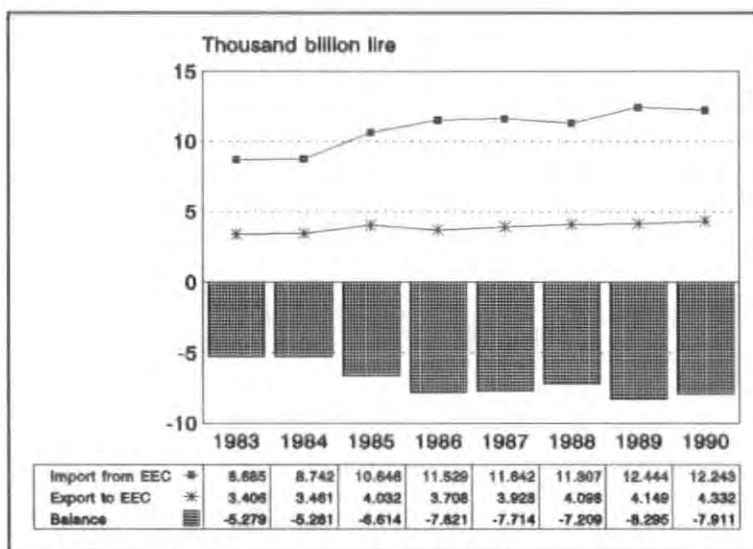 Thousand billion lire
15
10
5
0
-5
-10
1983 1984 1985 1986 1987 1988 1989 1990
Import from EEC 8.685 8.742 10.646 11.529 11.642 11.307 12.444 12.243
Export to EEC 3.406 3.461 4.032 3.708 3.928 4.098 4.149 4.332
Balance -5.279 -5.281 -6.614 -7.821 -7.714 -7.209 -8.295 -7.911